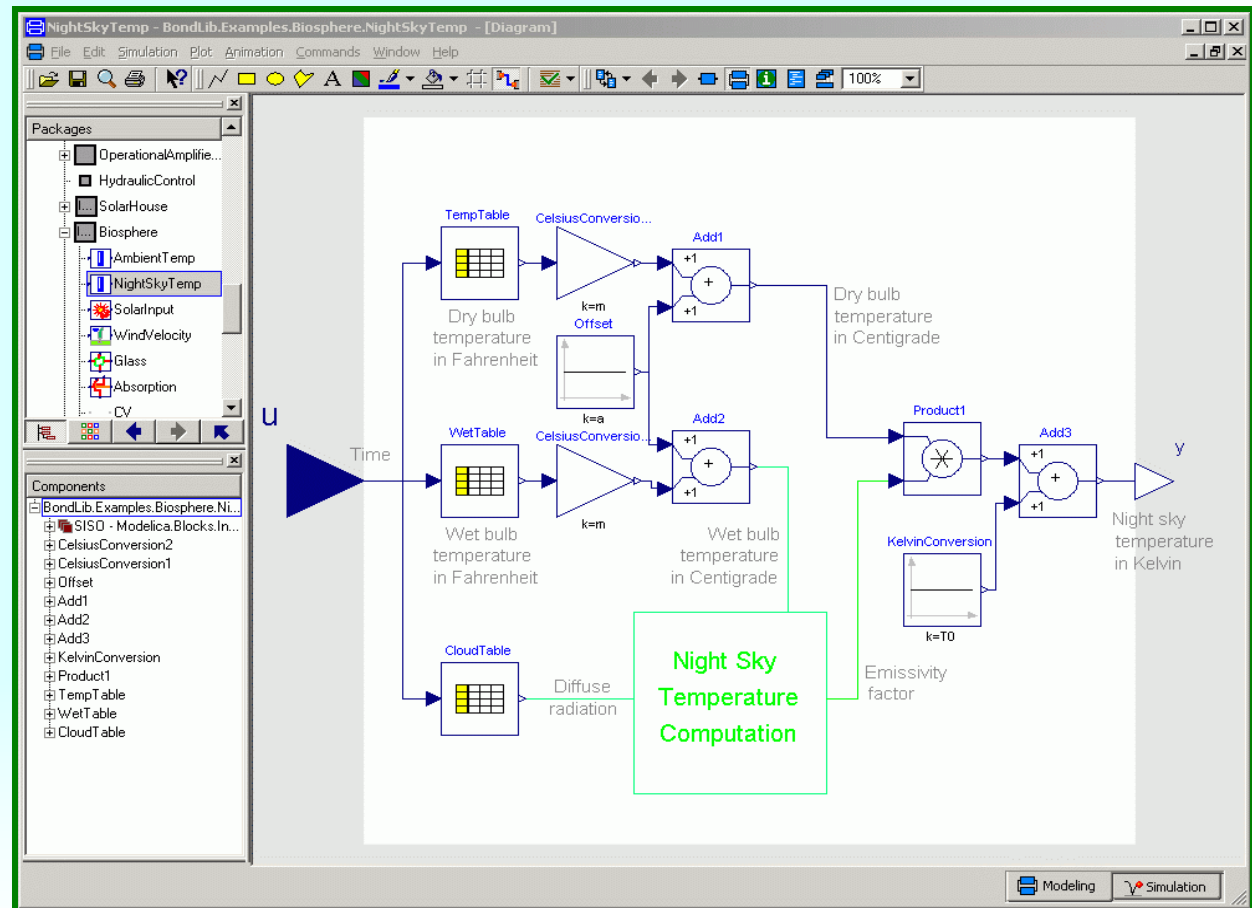 NightSkyTemp - BondLib.Examples.Biosphere.NightSkyTemp - [Diagram]
File Edit Simulation Plot Animation Commands Window Help
100%
Packages
OperationalAmplifie...
HydraulicControl
SolarHouse
Biosphere
AmbientTemp
NightSkyTemp
SolarInput
WindVelocity
Glass
Absorption
CV
Components
BondLib.Examples.Biosphere.Ni...
SISO - Modelica.Blocks.In...
CelsiusConversion2
CelsiusConversion1
Offset
Add1
Add2
Add3
KelvinConversion
Product1
TempTable
WetTable
CloudTable
u
Time
TempTable
Dry bulb
temperature
in Fahrenheit
CelsiusConversio...
k=m
Offset
k=a
Add1
+1
+
+1
Dry bulb
temperature
in Centigrade
WetTable
Wet bulb
temperature
in Fahrenheit
CelsiusConversio...
k=m
Add2
+1
+
+1
Wet bulb
temperature
in Centigrade
CloudTable
Diffuse
radiation
Night Sky
Temperature
Computation
Emissivity
factor
Product1
KelvinConversion
k=T0
Add3
+1
+
+1
y
Night sky
temperature
in Kelvin
Modeling
Simulation